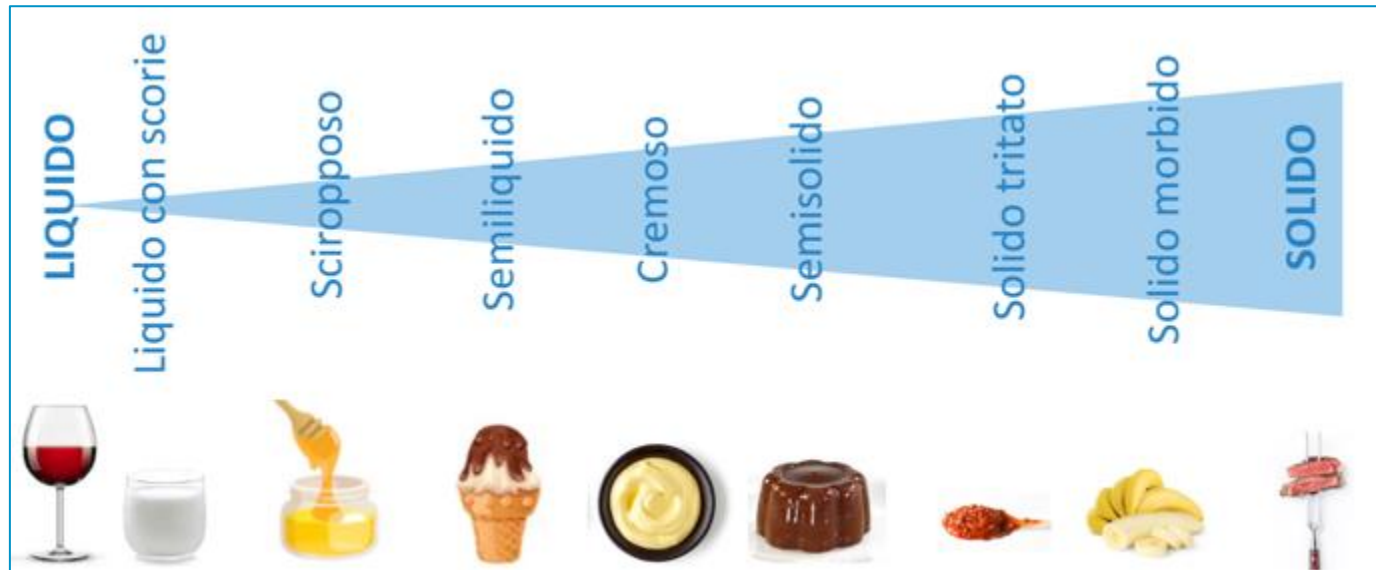 LIQUIDO
Liquido con scorie
Sciropposo
Semiliquido
Cremoso
Semisolido
Solido tritato
Solido morbido
SOLIDO